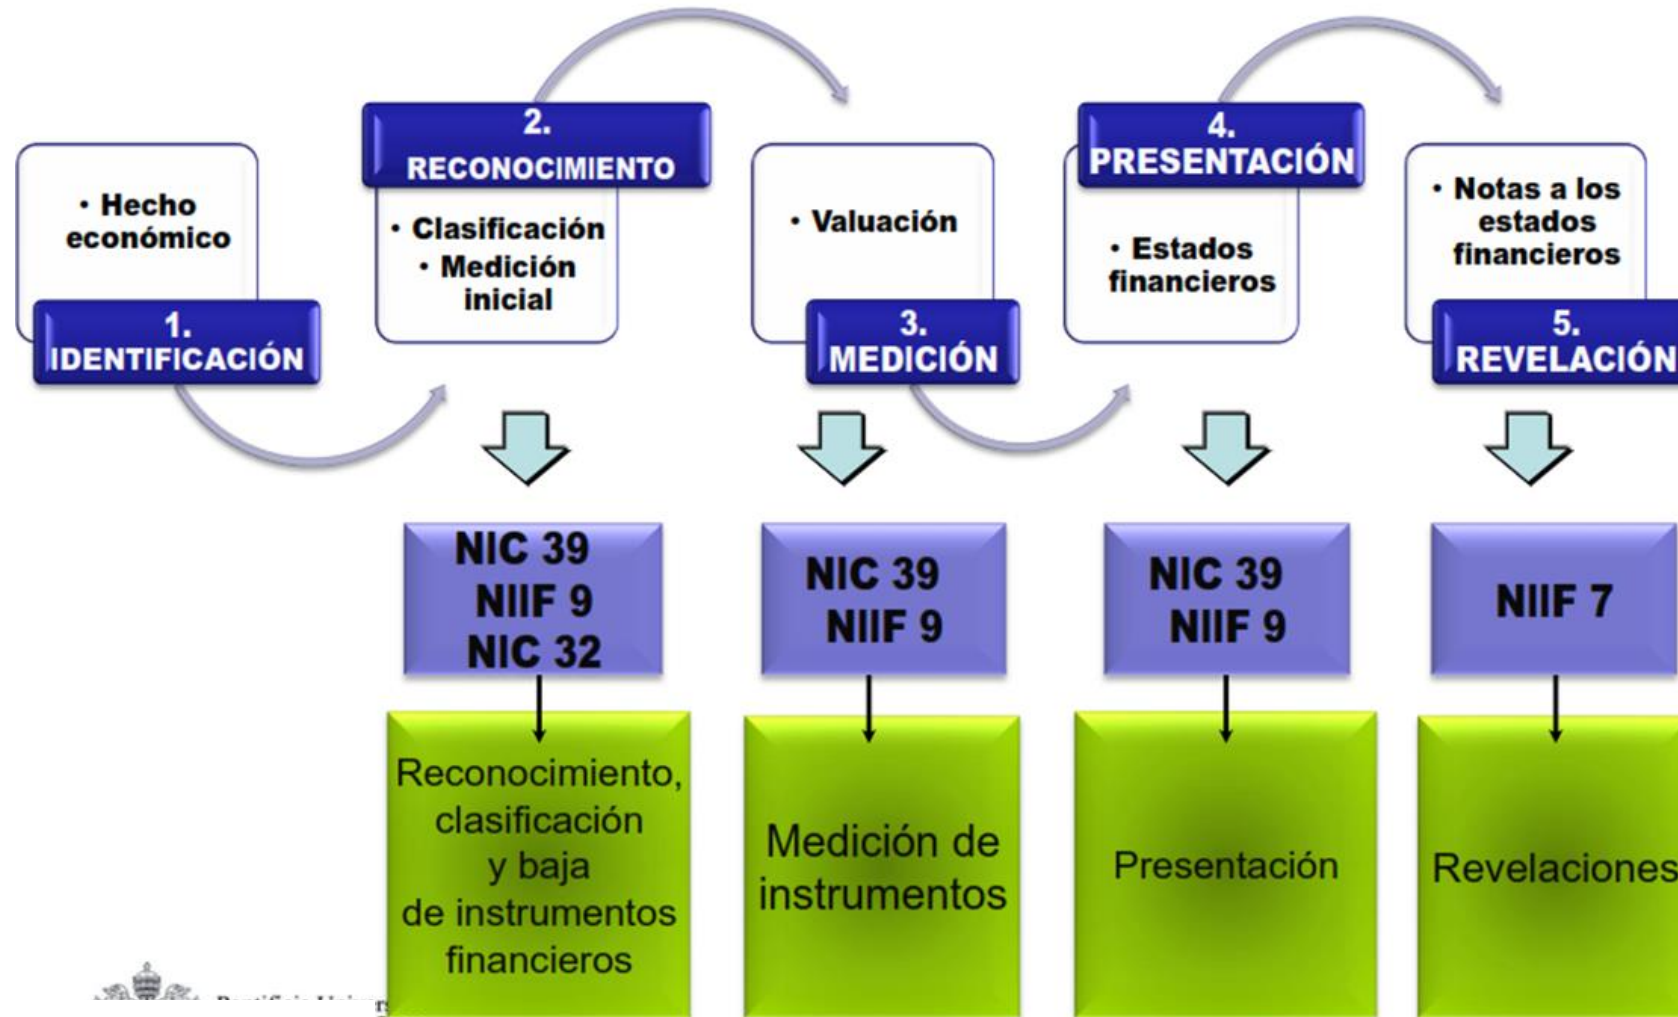 • Hecho
económico
1.
IDENTIFICACIÓN
2.
RECONOCIMIENTO
• Clasificación
• Medición
inicial
• Valuación
3.
MEDICIÓN
4.
PRESENTACIÓN
• Estados
financieros
• Notas a los
estados
financieros
5.
REVELACIÓN
NIC 39
NIIF 9
NIC 32
NIC 39
NIIF 9
NIC 39
NIIF 9
NIIF 7
Reconocimiento,
clasificación
y baja
de instrumentos
financieros
Medición de
instrumentos
Presentación
Revelaciones